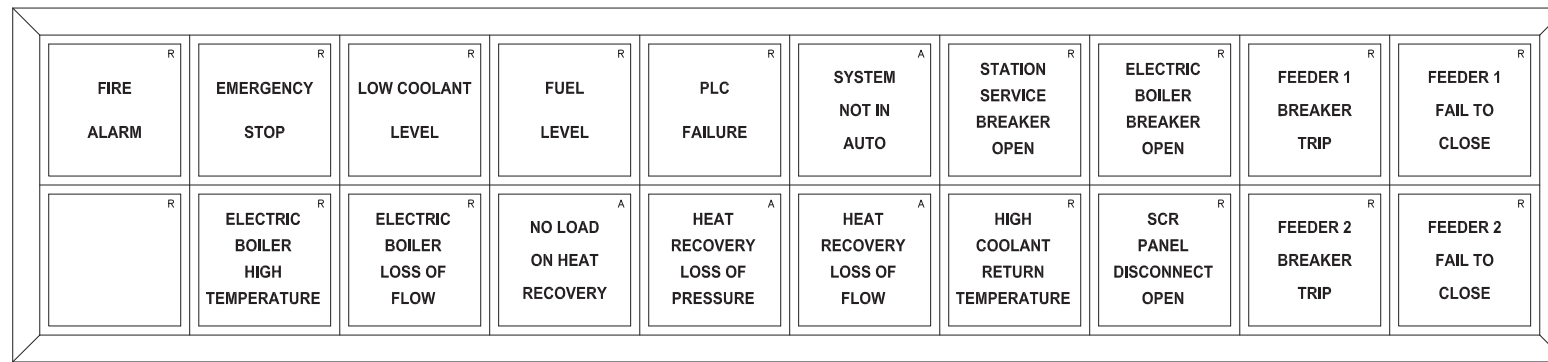 R
FIRE
ALARM
R
EMERGENCY
STOP
R
LOW COOLANT
LEVEL
R
FUEL
LEVEL
R
PLC
FAILURE
A
SYSTEM
NOT IN
AUTO
R
STATION
SERVICE
BREAKER
OPEN
R
ELECTRIC
BOILER
BREAKER
OPEN
R
FEEDER 1
BREAKER
TRIP
R
FEEDER 1
FAIL TO
CLOSE
R
R
ELECTRIC
BOILER
HIGH
TEMPERATURE
R
ELECTRIC
BOILER
LOSS OF
FLOW
A
NO LOAD
ON HEAT
RECOVERY
A
HEAT
RECOVERY
LOSS OF
PRESSURE
A
HEAT
RECOVERY
LOSS OF
FLOW
R
HIGH
COOLANT
RETURN
TEMPERATURE
R
SCR
PANEL
DISCONNECT
OPEN
R
FEEDER 2
BREAKER
TRIP
R
FEEDER 2
FAIL TO
CLOSE